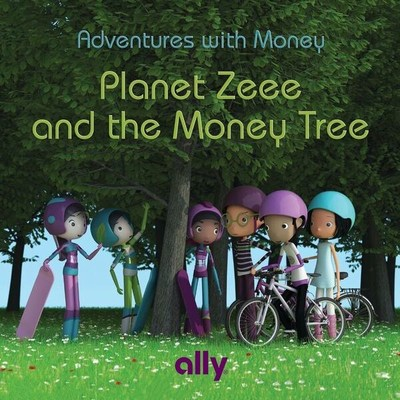 Adventures with Money
Planet Zeee
and the Money Tree
ally